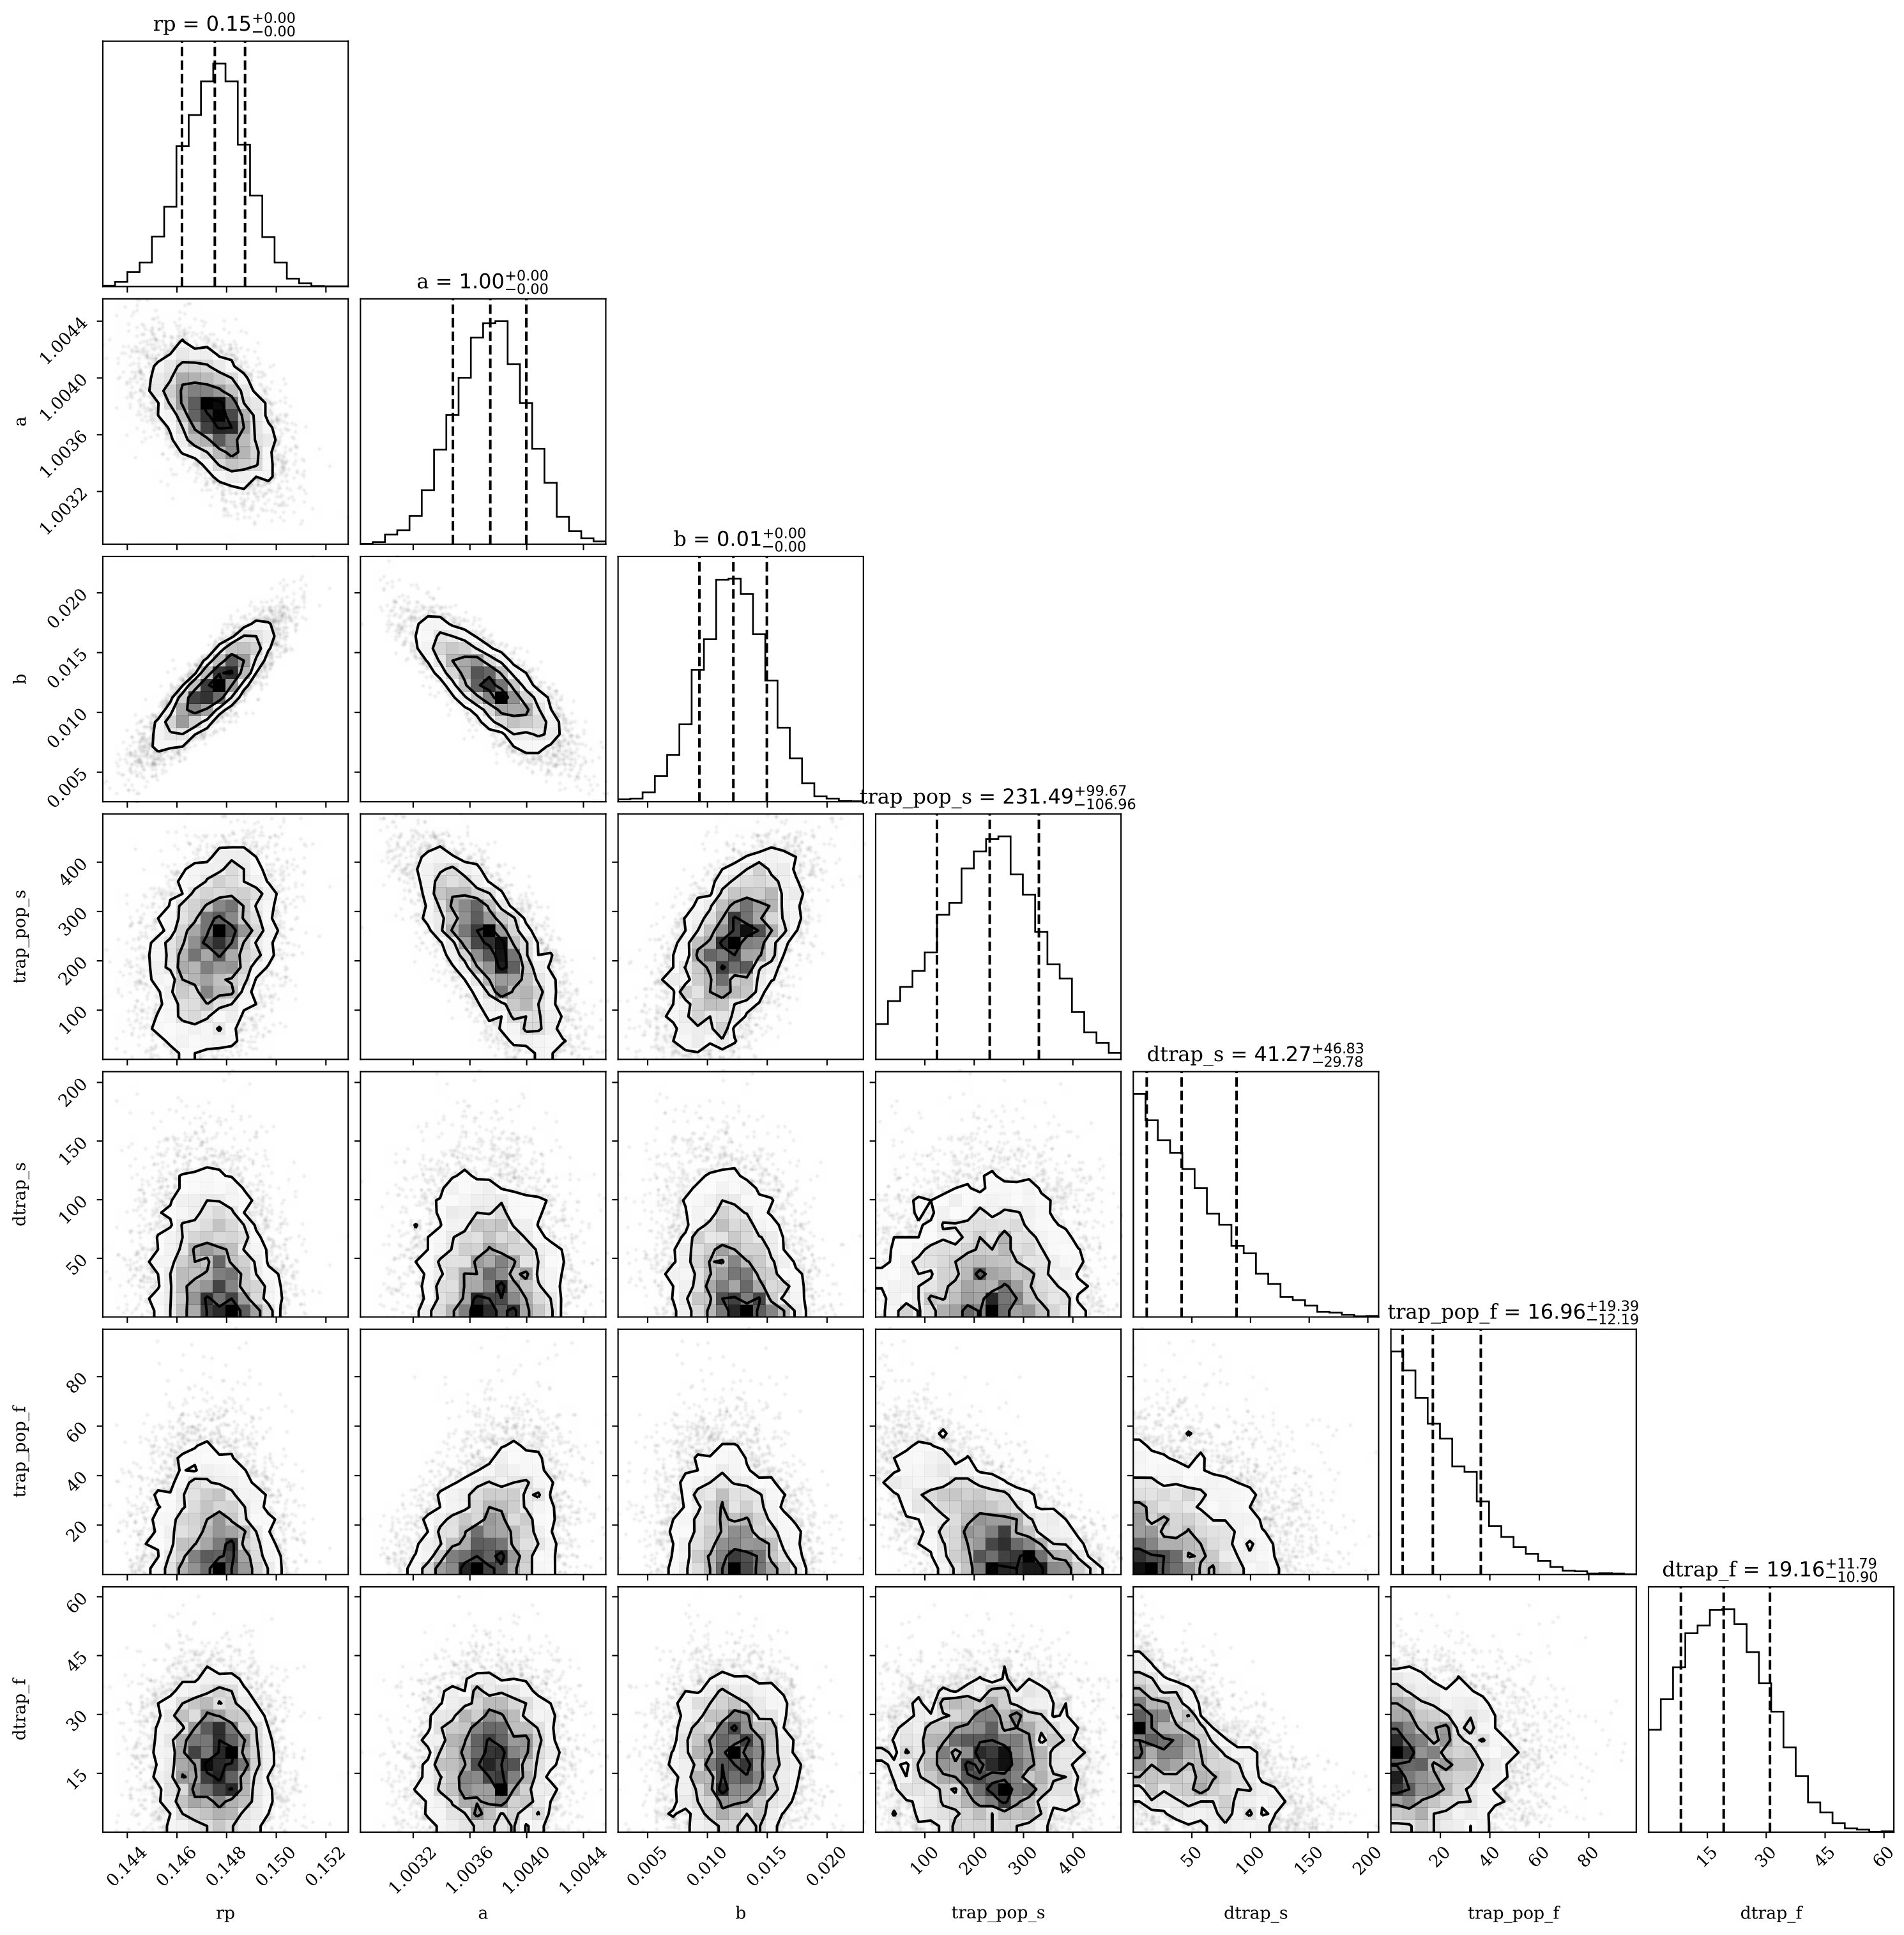 rp = 0.15+0.00 −0.00
a = 1.00+0.00 −0.00
1.0044
1.0040
1.0036
1.0032
a
b = 0.01+0.00 −0.00
0.020
0.015
0.010
0.005
b
trap_pop_s = 231.49+99.67 −106.96
400
300
200
100
trap_pop_s
dtrap_s = 41.27+46.83 −29.78
200
150
100
50
dtrap_s
trap_pop_f = 16.96+19.39 −12.19
80
60
40
20
trap_pop_f
dtrap_f = 19.16+11.79 −10.90
60
45
30
15
dtrap_f
0.144 0.146 0.148 0.150 0.152 1.0032 1.0036 1.0040 1.0044 0.005 0.010 0.015 0.020 100 200 300 400 50 100 150 200 20 40 60 80 15 30 45 60
rp a b trap_pop_s dtrap_s trap_pop_f dtrap_f